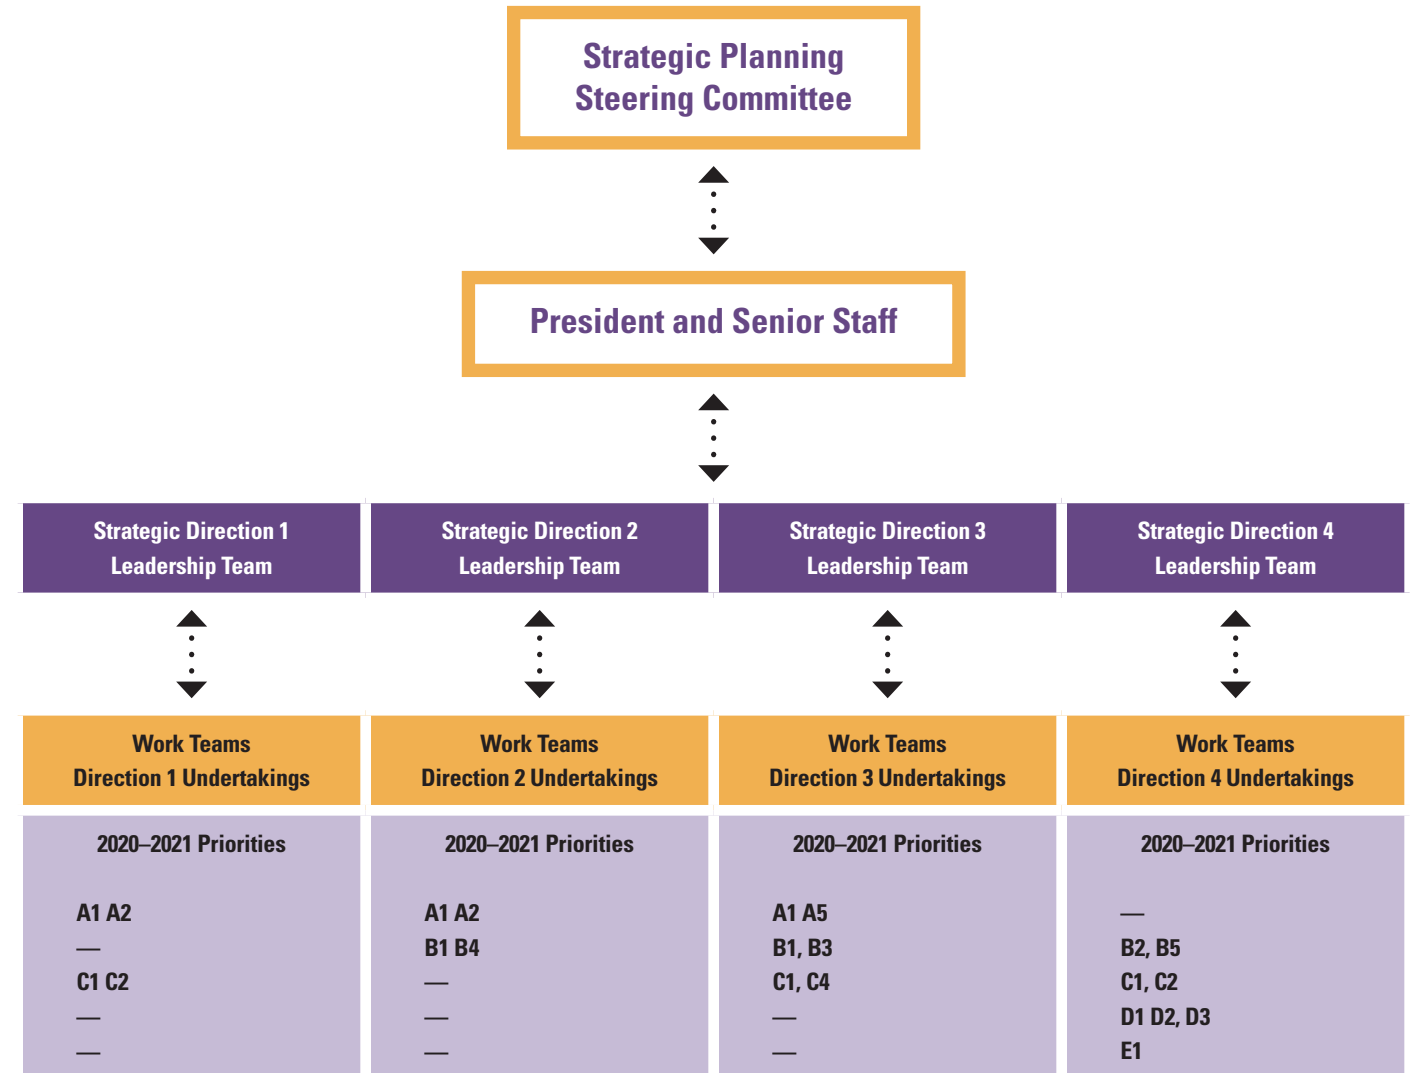 Strategic Planning
Steering Committee
President and Senior Staff
Strategic Direction 1
Leadership Team
Strategic Direction 2
Leadership Team
Strategic Direction 3
Leadership Team
Strategic Direction 4
Leadership Team
Work Teams
Direction 1 Undertakings
Work Teams
Direction 2 Undertakings
Work Teams
Direction 3 Undertakings
Work Teams
Direction 4 Undertakings
2020–2021 Priorities
A1 A2
—
C1 C2
—
—
2020–2021 Priorities
A1 A2
B1 B4
—
—
—
2020–2021 Priorities
A1 A5
B1, B3
C1, C4
—
—
2020–2021 Priorities
—
B2, B5
C1, C2
D1 D2, D3
E1